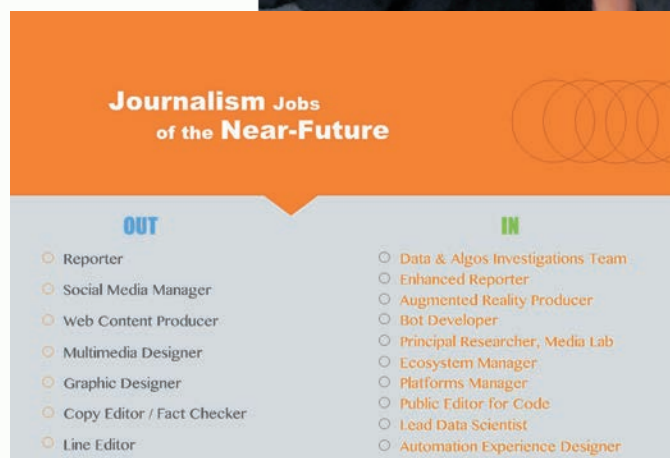 Journalism Jobs
of the Near-Future
OUT
Reporter
Social Media Manager
Web Content Producer
Multimedia Designer
Graphic Designer
Copy Editor / Fact Checker
Line Editor
IN
Data & Algos Investigations Team
Enhanced Reporter
Augmented Reality Producer
Bot Developer
Principal Researcher, Media Lab
Ecosystem Manager
Platforms Manager
Public Editor for Code
Lead Data Scientist
Automation Experience Designer